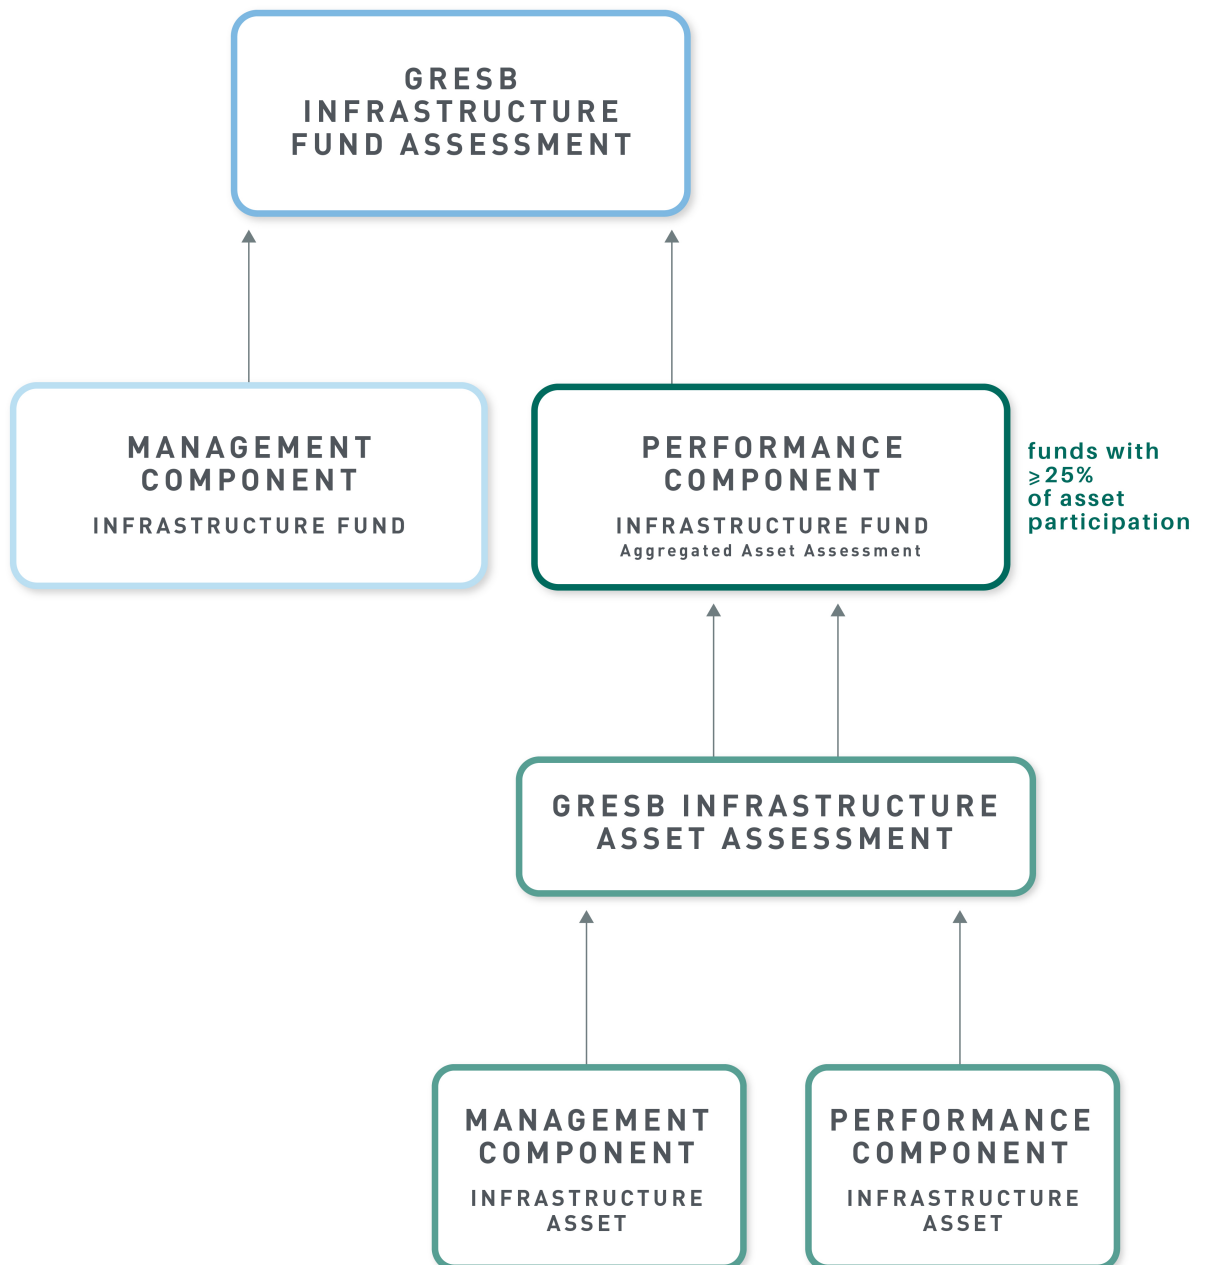 GRESB
INFRASTRUCTURE
FUND ASSESSMENT
MANAGEMENT
COMPONENT
INFRASTRUCTURE FUND
PERFORMANCE
COMPONENT
INFRASTRUCTURE FUND
Aggregated Asset Assessment
funds with
⩾25%
of asset
participation
GRESB INFRASTRUCTURE
ASSET ASSESSMENT
MANAGEMENT
COMPONENT
INFRASTRUCTURE
ASSET
PERFORMANCE
COMPONENT
INFRASTRUCTURE
ASSET